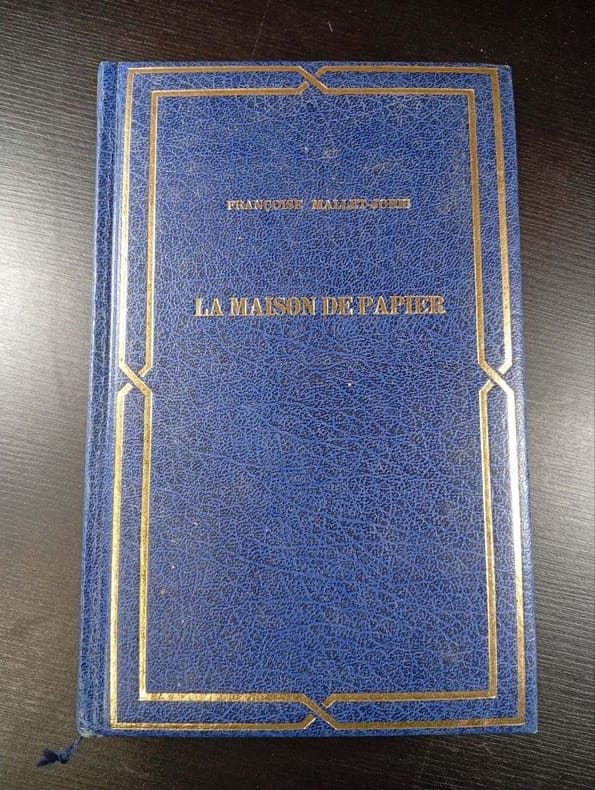 FRANÇOISE MALLET-JORIS
LA MAISON DE PAPIER